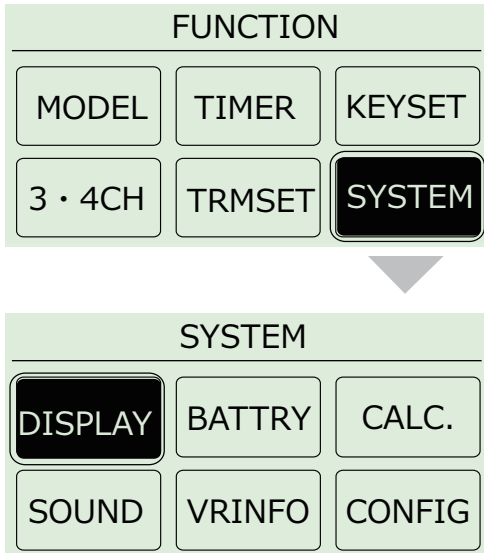 FUNCTION
MODEL TIMER KEYSET
3・4CH TRMSET SYSTEM
SYSTEM
DISPLAY BATTRY CALC.
SOUND VRINFO CONFIG